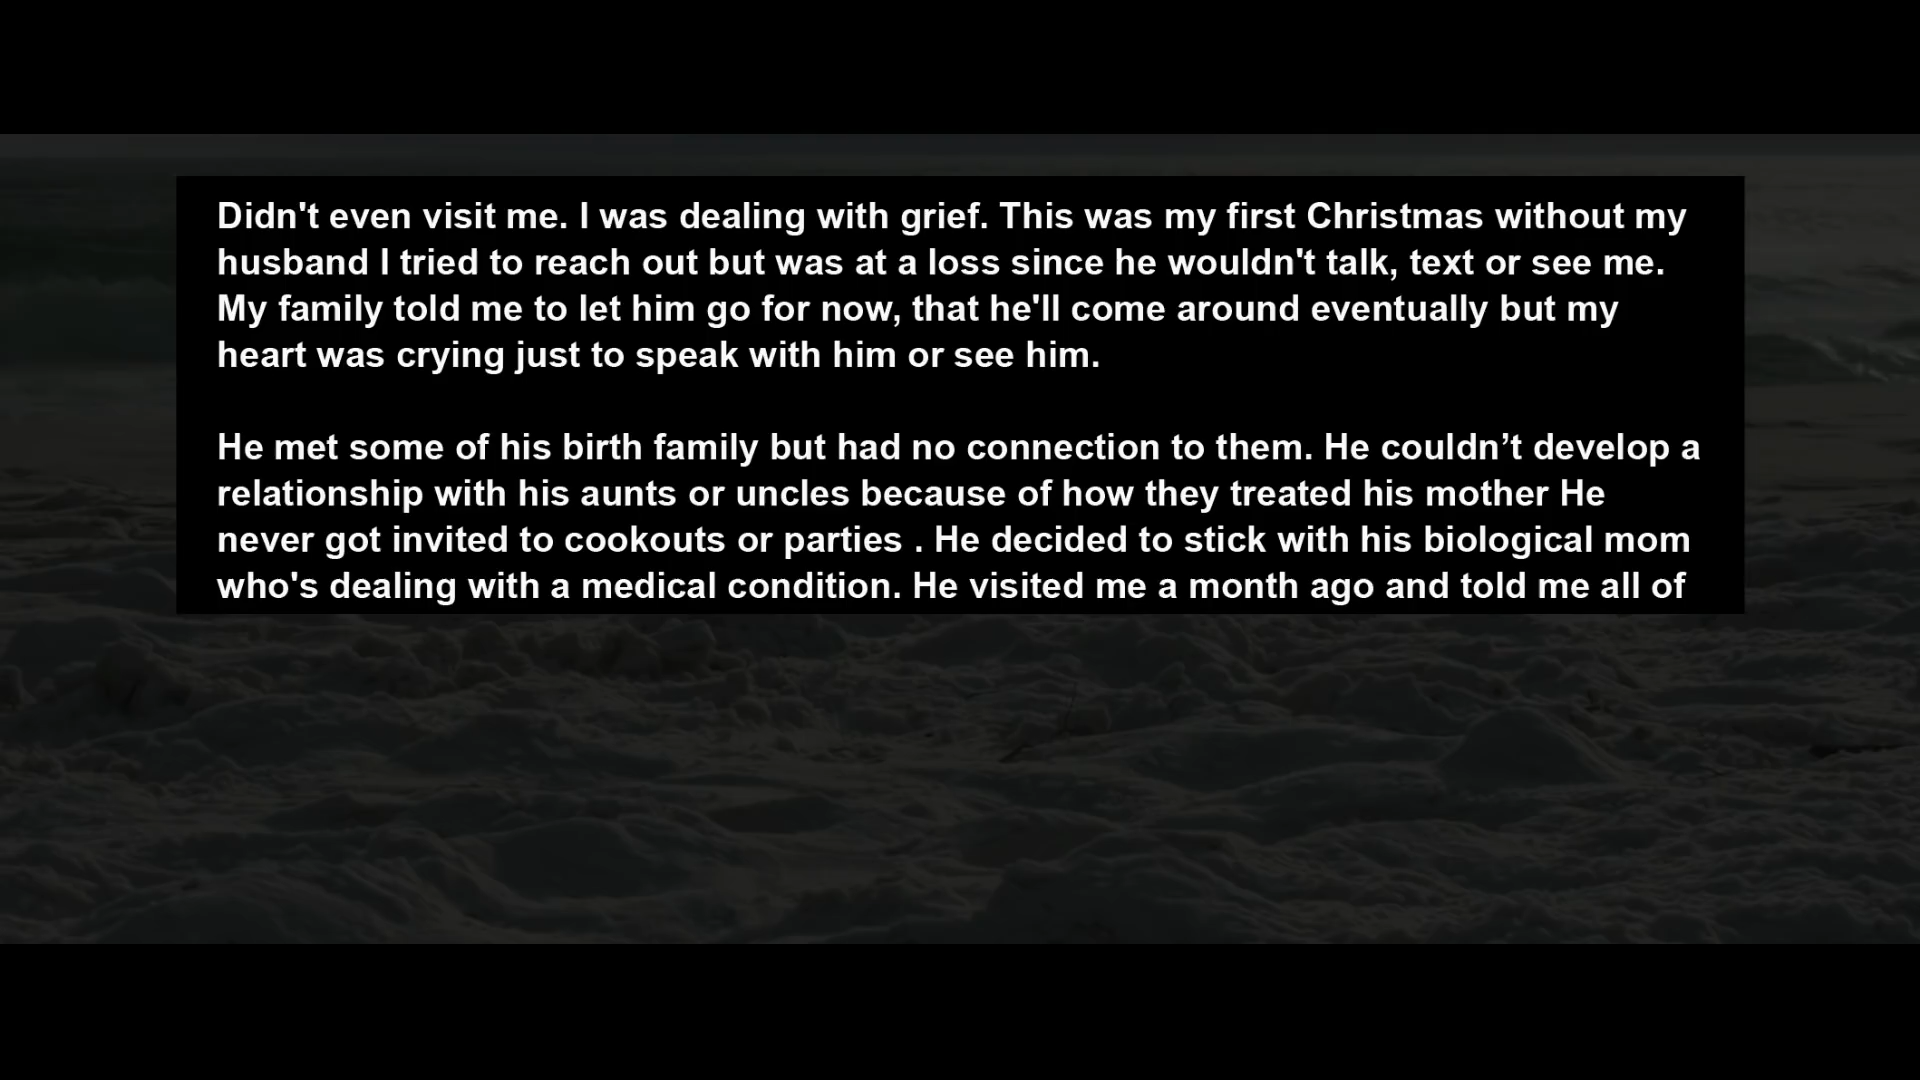 Didn't even visit me. I was dealing with grief. This was my first Christmas without my
husband I tried to reach out but was at a loss since he wouldn't talk, text or see me.
My family told me to let him go for now, that he'll come around eventually but my
heart was crying just to speak with him or see him.
He met some of his birth family but had no connection to them. He couldn’t develop a
relationship with his aunts or uncles because of how they treated his mother He
never got invited to cookouts or parties . He decided to stick with his biological mom
who's dealing with a medical condition. He visited me a month ago and told me all of